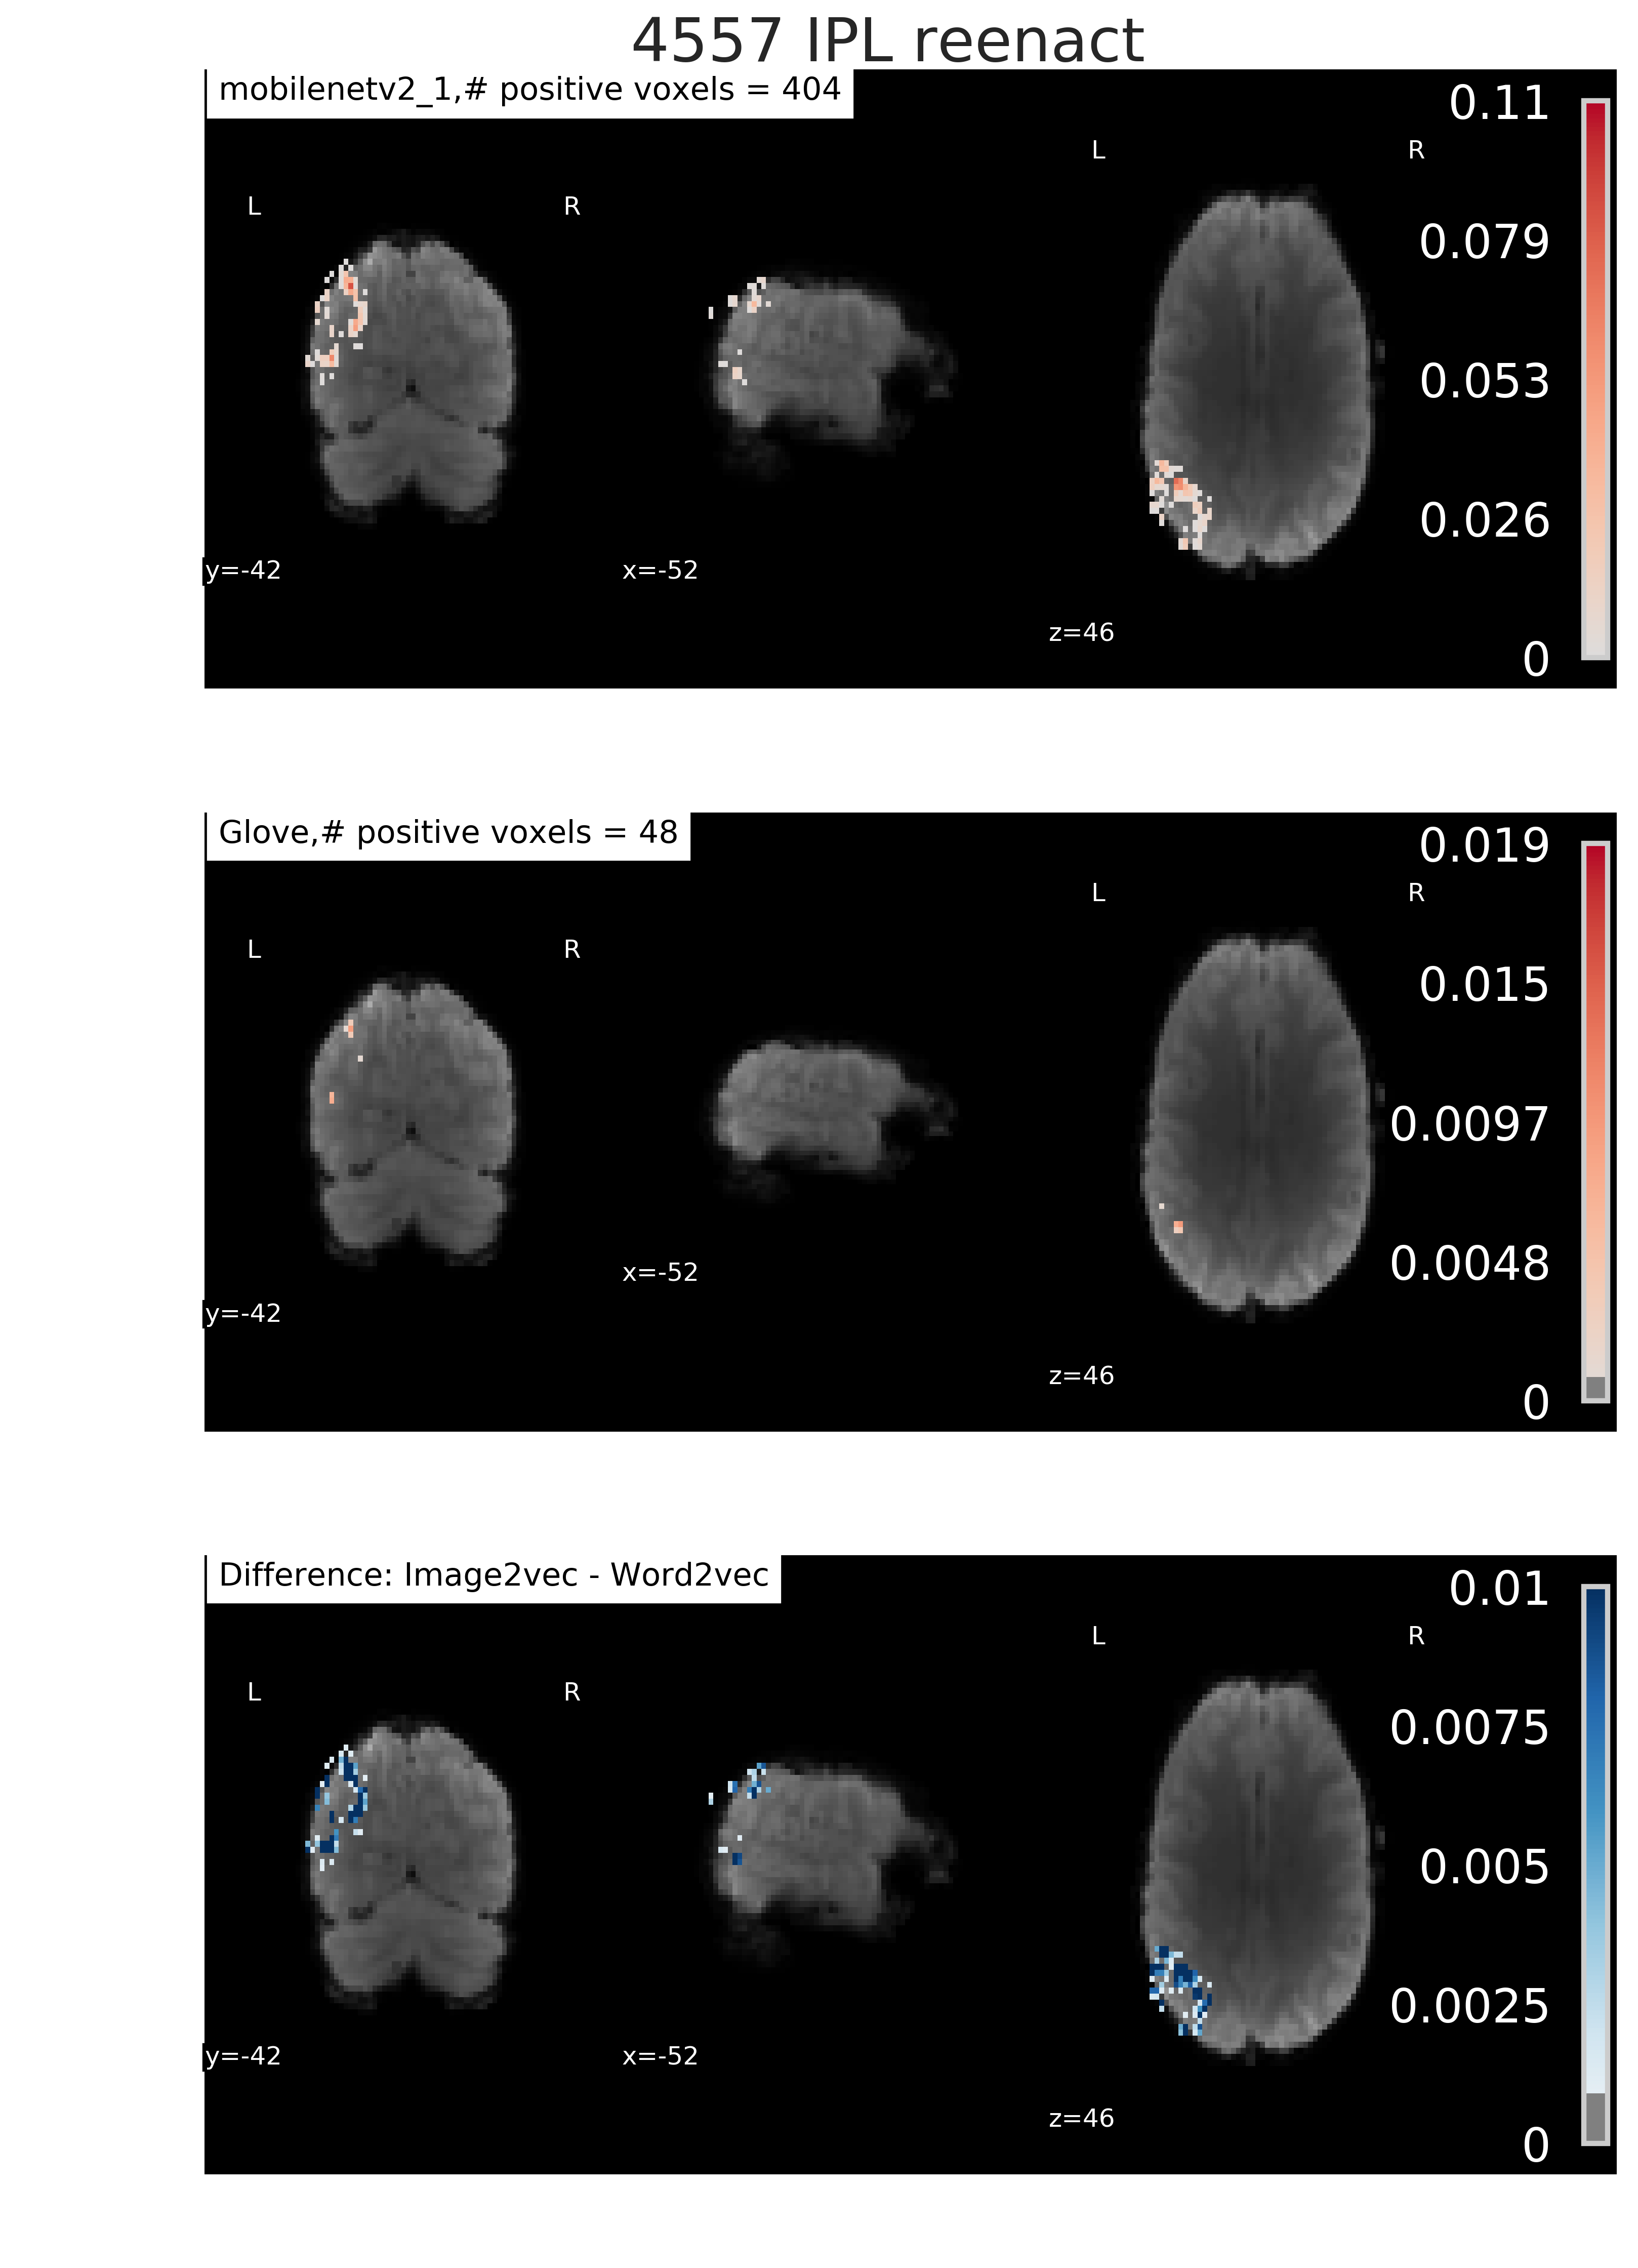 4557 IPL reenact
mobilenetv2_1,# positive voxels = 404
0.11
L R
L R
0.079
0.053
0.026
y=-42
x=-52
z=46
0
Glove,# positive voxels = 48
0.019
L R
L R
0.015
0.0097
0.0048
x=-52
y=-42
z=46
0
Difference: Image2vec - Word2vec
0.01
L R
L R
0.0075
0.005
0.0025
y=-42
x=-52
z=46
0